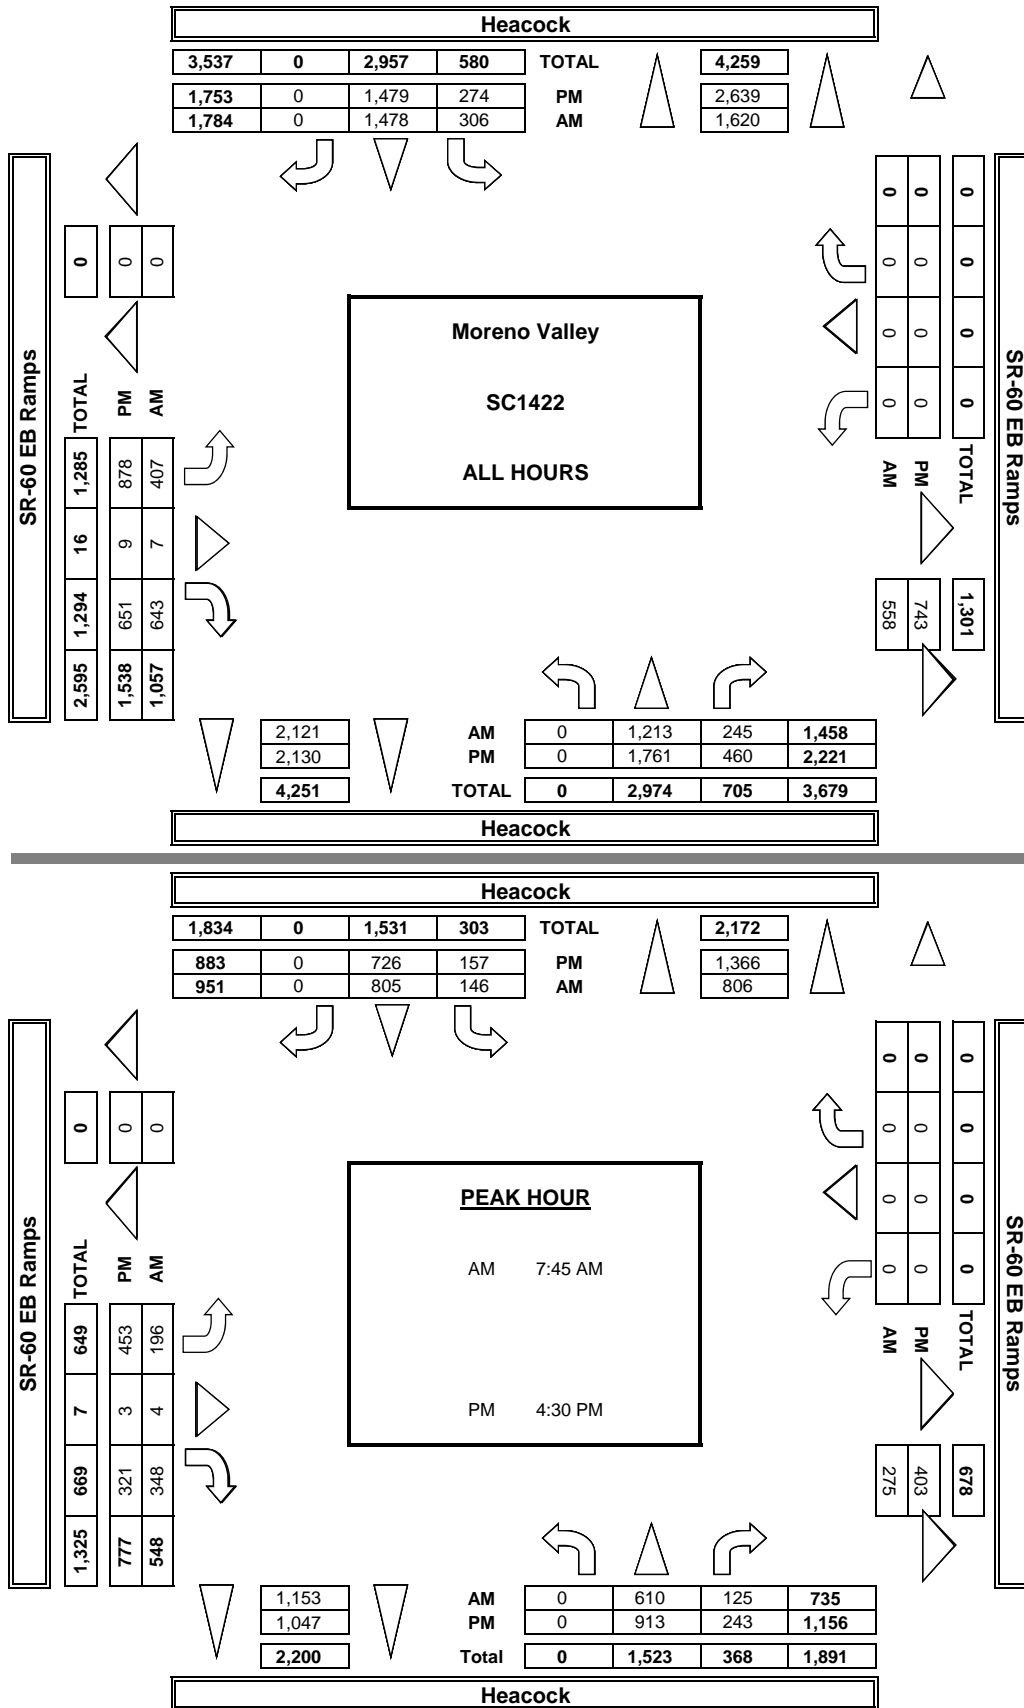 Heacock
3,537 0 2,957 580 TOTAL 4,259
1,753 0 1,479 274 PM 2,639
1,784 0 1,478 306 AM 1,620
SR-60 EB Ramps
0 0 0
TOTAL PM AM
1,285 878 407
16 9 7
1,294 651 643
2,595 1,538 1,057
Moreno Valley
SC1422
ALL HOURS
0 0 0
0 0 0
0 0 0
0 0 0
AM PM TOTAL
558 743 1,301
SR-60 EB Ramps
2,121 AM 0 1,213 245 1,458
2,130 PM 0 1,761 460 2,221
4,251 TOTAL 0 2,974 705 3,679
Heacock
Heacock
1,834 0 1,531 303 TOTAL 2,172
883 0 726 157 PM 1,366
951 0 805 146 AM 806
SR-60 EB Ramps
0 0 0
TOTAL PM AM
649 453 196
7 3 4
669 321 348
1,325 777 548
PEAK HOUR
AM 7:45 AM
PM 4:30 PM
0 0 0
0 0 0
0 0 0
0 0 0
AM PM TOTAL
275 403 678
SR-60 EB Ramps
1,153 AM 0 610 125 735
1,047 PM 0 913 243 1,156
2,200 Total 0 1,523 368 1,891
Heacock